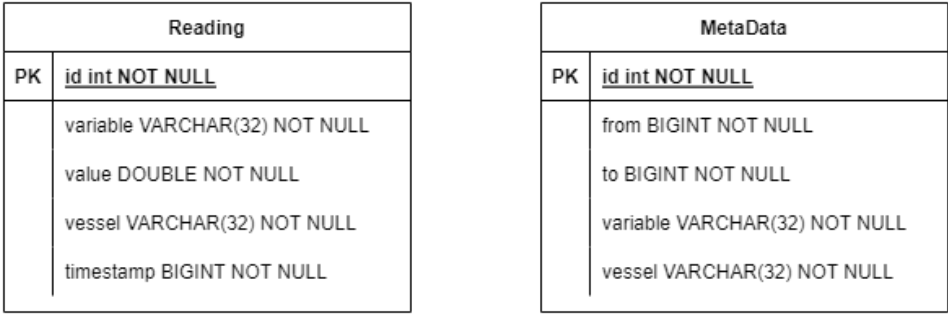 Reading
PK id int NOT NULL
variable VARCHAR(32) NOT NULL
value DOUBLE NOT NULL
vessel VARCHAR(32) NOT NULL
timestamp BIGINT NOT NULL
MetaData
PK id int NOT NULL
from BIGINT NOT NULL
to BIGINT NOT NULL
variable VARCHAR(32) NOT NULL
vessel VARCHAR(32) NOT NULL